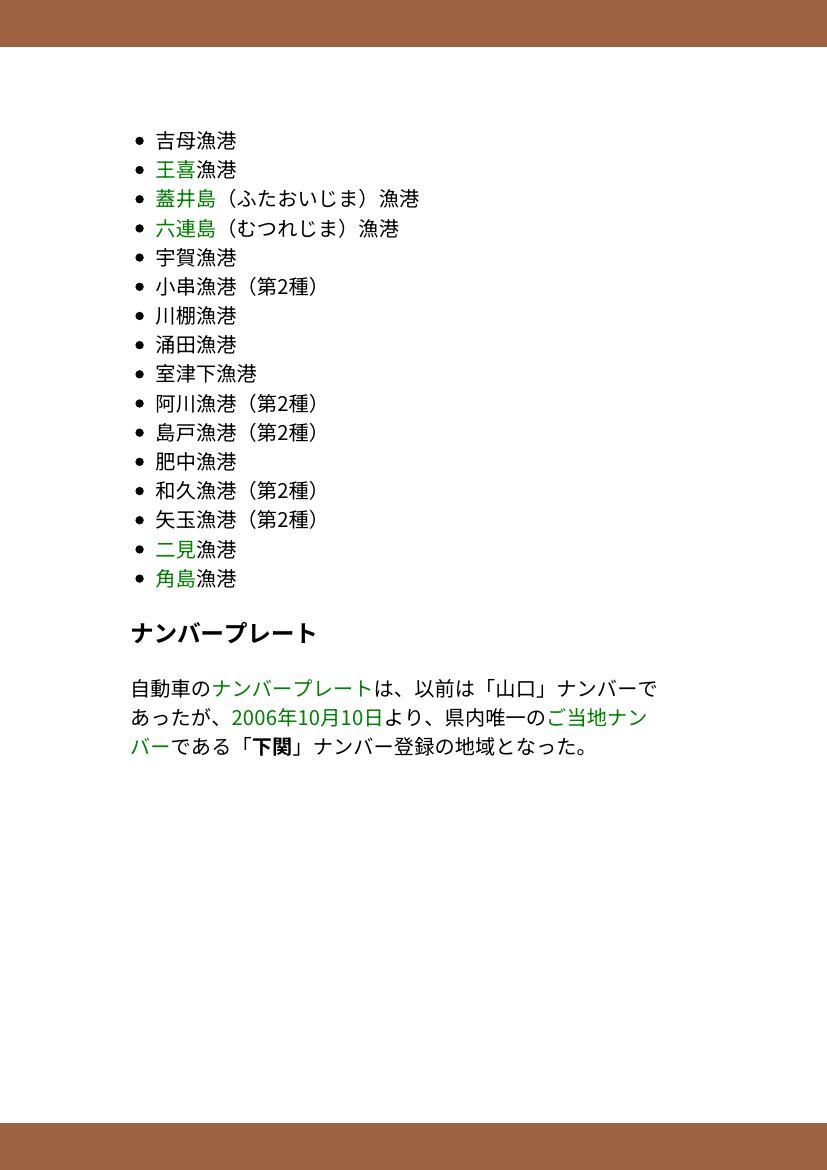 吉母漁港
王喜漁港
蓋井島（ふたおいじま）漁港
六連島（むつれじま）漁港
宇賀漁港
小串漁港（第2種）
川棚漁港
涌田漁港
室津下漁港
阿川漁港（第2種）
島戸漁港（第2種）
肥中漁港
和久漁港（第2種）
矢玉漁港（第2種）
二見漁港
角島漁港
ナンバープレート
自動車のナンバープレートは、以前は「山口」ナンバーで
あったが、2006年10月10日より、県内唯一のご当地ナン
バーである「下関」ナンバー登録の地域となった。